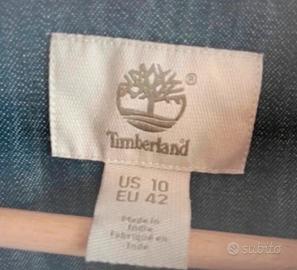 Timberland®
US 10
EU 42
Made in
India
Fabriqué en
Inde
subito